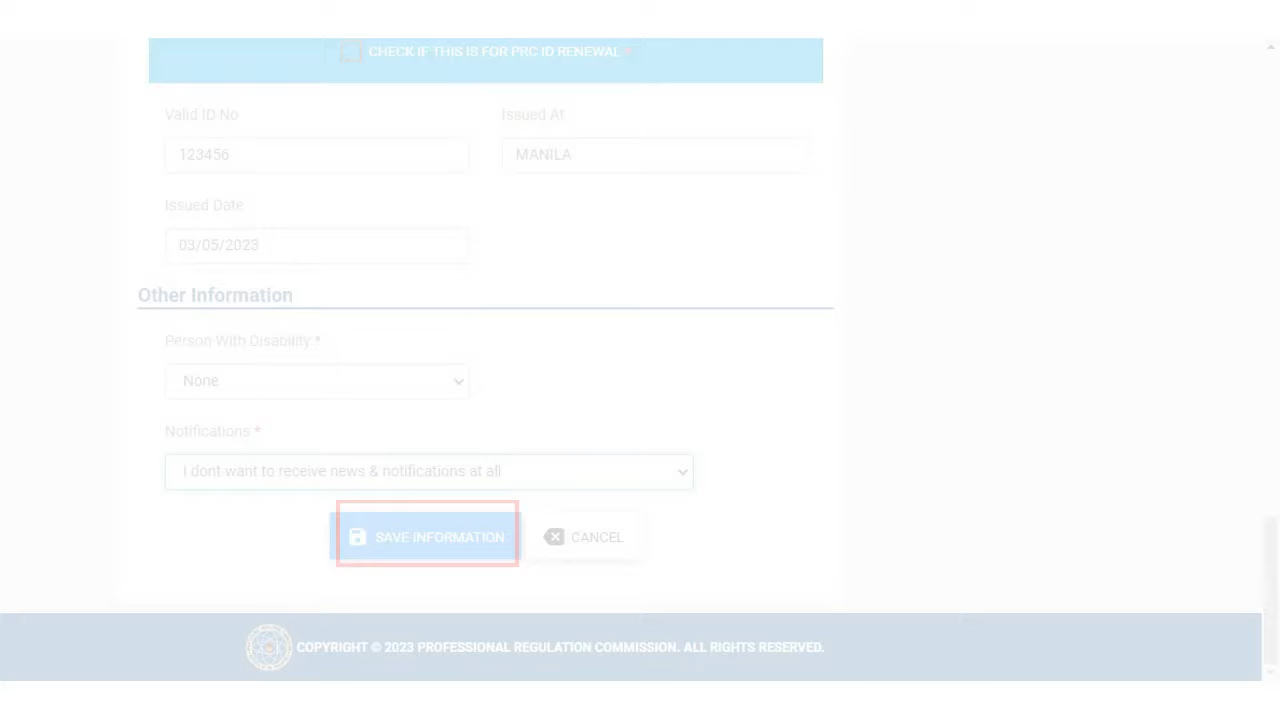 CHECK IF THIS IS FOR PRC ID RENEWAL *
Valid ID No
Issued At
123456
MANILA
Issued Date
03/05/2023
Other Information
Person With Disability *
None
Notifications *
I dont want to receive news & notifications at all
SAVE INFORMATION
CANCEL
COPYRIGHT © 2023 PROFESSIONAL REGULATION COMMISSION. ALL RIGHTS RESERVED.